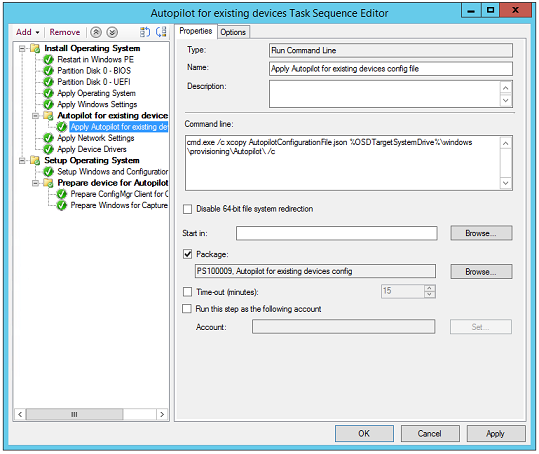 Autopilot for existing devices Task Sequence Editor
Add Remove
Install Operating System
Restart in Windows PE
Partition Disk 0 - BIOS
Partition Disk 0 - UEFI
Apply Operating System
Apply Windows Settings
Autopilot for existing device
Apply Autopilot for existing de
Apply Network Settings
Apply Device Drivers
Setup Operating System
Setup Windows and Configuration
Prepare device for Autopilot
Prepare ConfigMgr Client for C
Prepare Windows for Capture
Properties Options
Type: Run Command Line
Name: Apply Autopilot for existing devices config file
Description:
Command line:
cmd.exe /c xcopy AutopilotConfigurationFile.json %OSDTargetSystemDrive%\windows
\provisioning\Autopilot\ /c
Disable 64-bit file system redirection
Start in: Browse...
Package:
PS100009, Autopilot for existing devices config Browse...
Time-out (minutes): 15
Run this step as the following account
Account: Set...
OK Cancel Apply